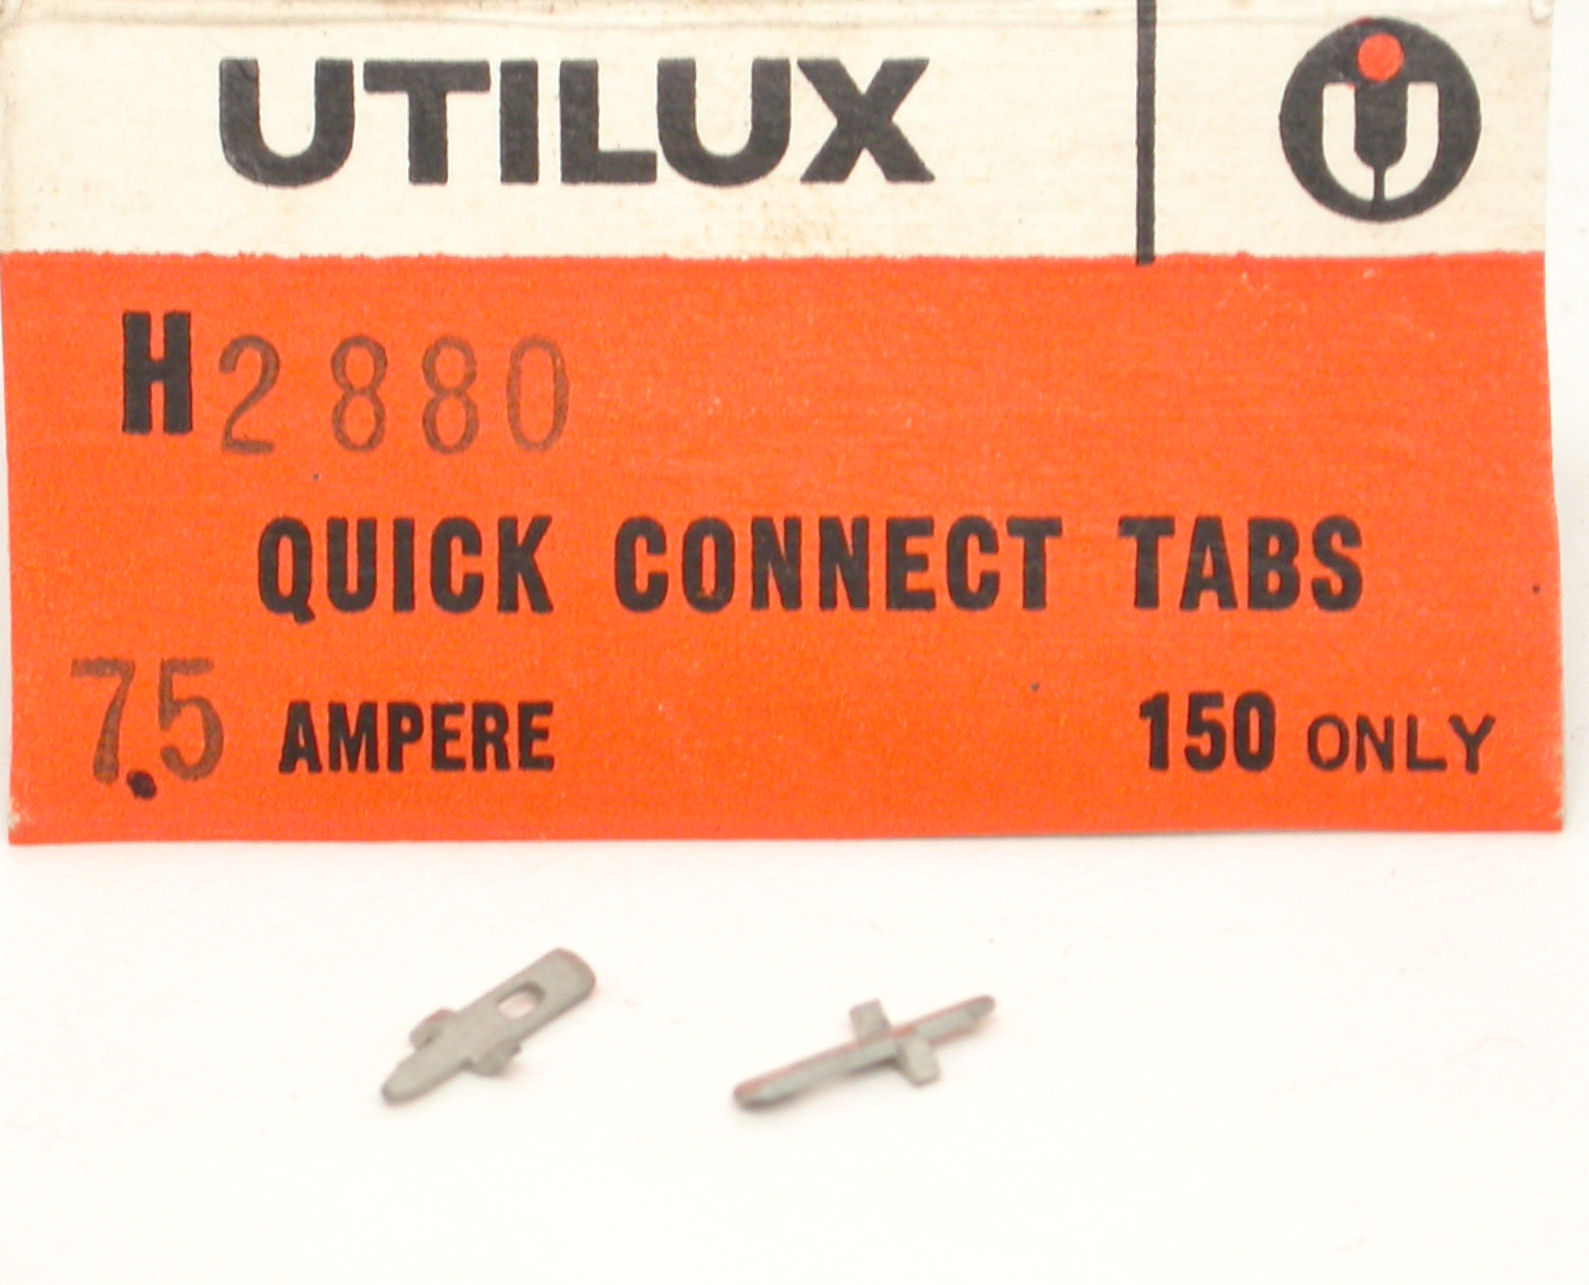 UTILUX
H2880
QUICK CONNECT TABS
7.5 AMPERE 150 ONLY